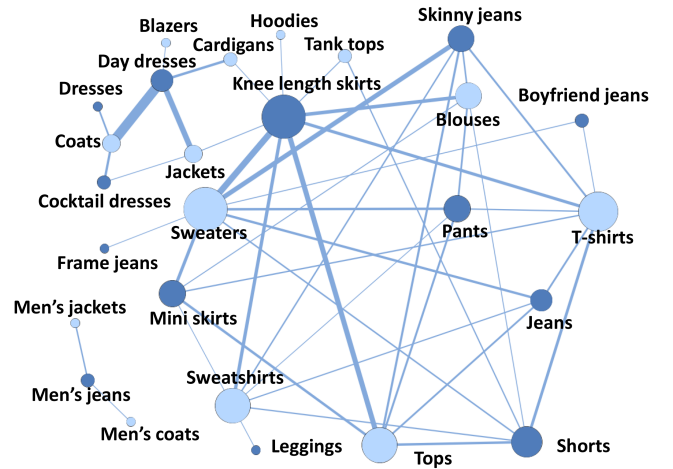 Skinny jeans
Hoodies
Blazers
Cardigans
Tank tops
Day dresses
Knee length skirts
Dresses
Boyfriend jeans
Blouses
Coats
Jackets
Cocktail dresses
Sweaters
Pants
T-shirts
Frame jeans
Men's jackets
Mini skirts
Jeans
Sweatshirts
Men's jeans
Men's coats
Leggings
Tops
Shorts